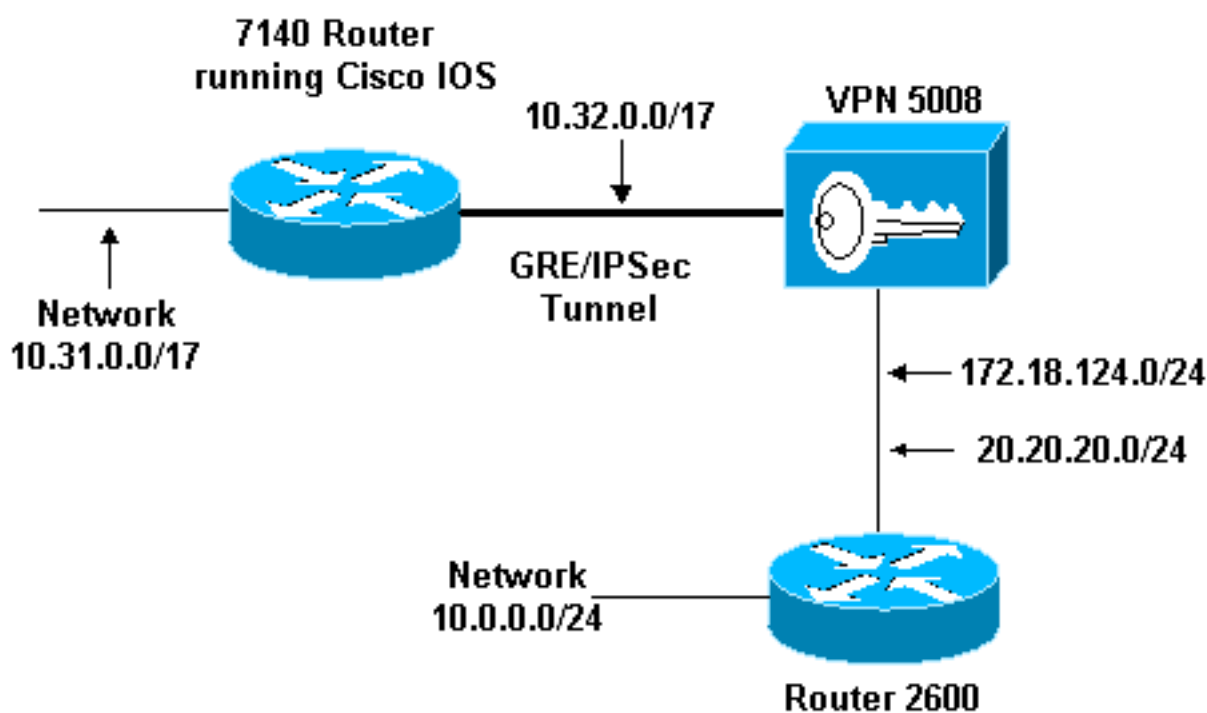 7140 Router
running Cisco IOS
10.32.0.0/17
VPN 5008
GRE/IPSec
Tunnel
Network
10.31.0.0/17
172.18.124.0/24
20.20.20.0/24
Network
10.0.0.0/24
Router 2600